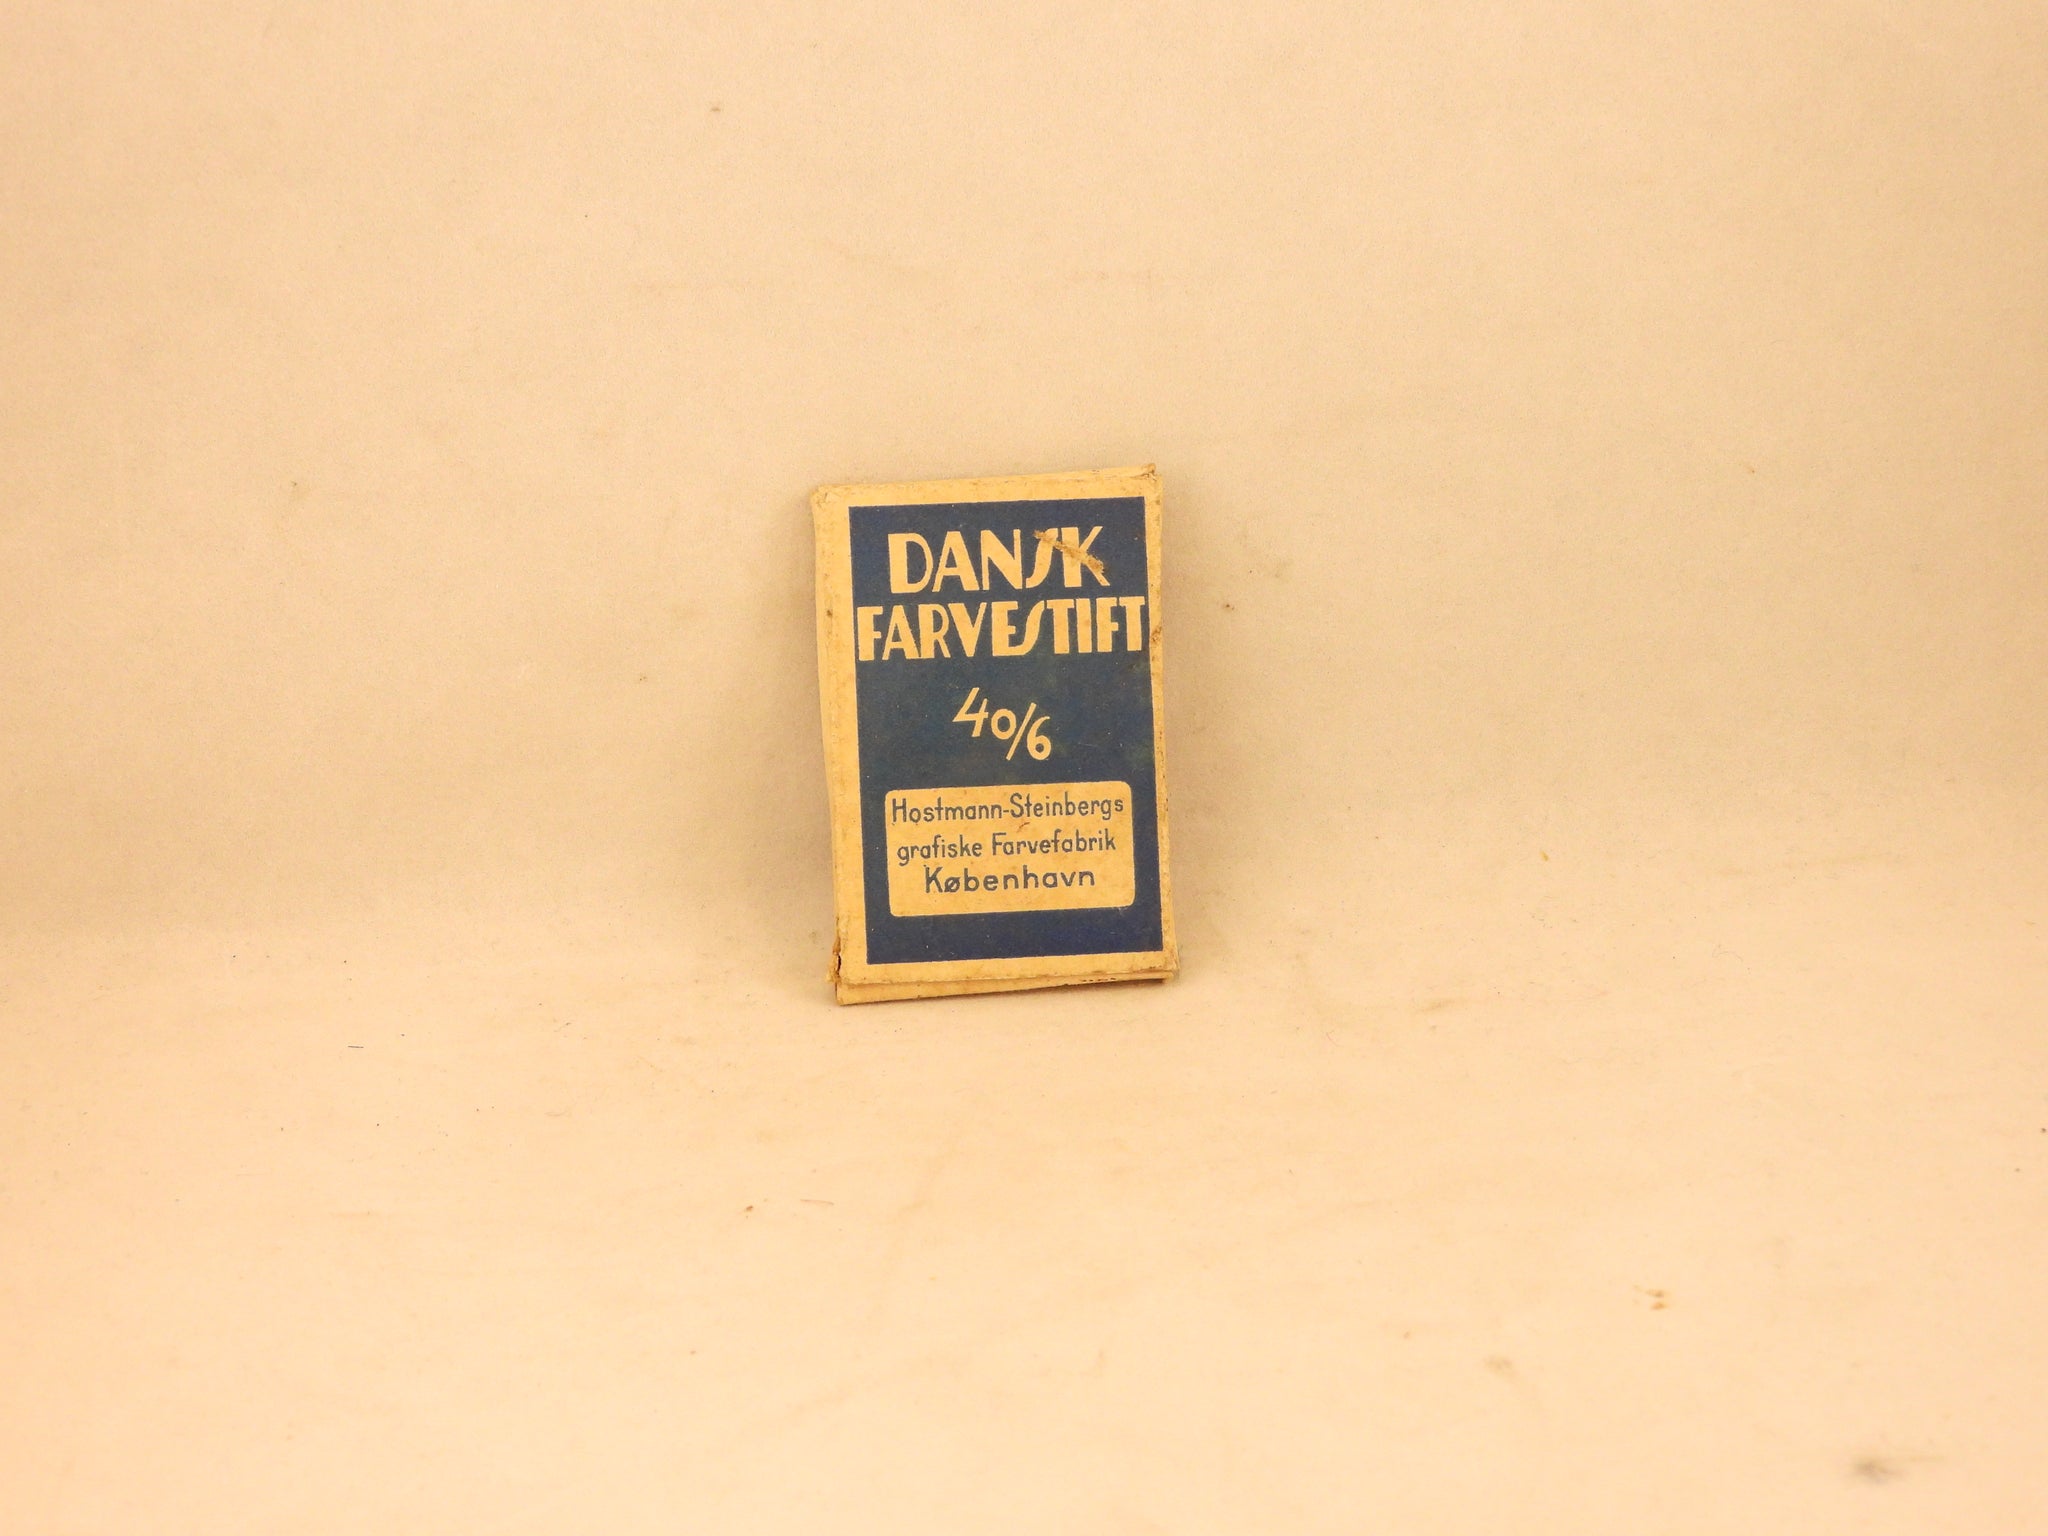 DANSK
FARVESTIFT
40/6
Hostmann-Steinbergs
grafiske Farvefabrik
København